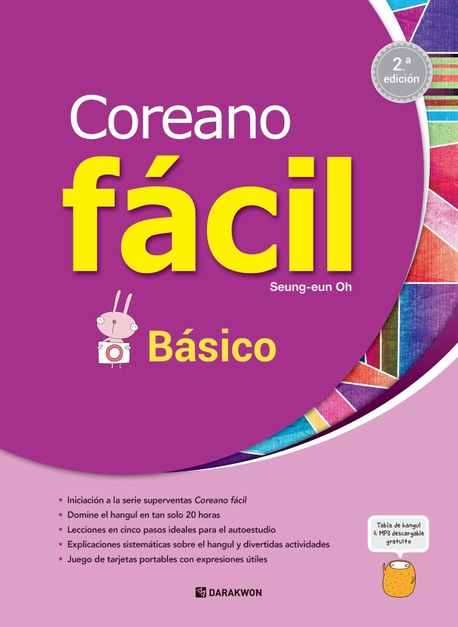 2.ª
edición
Coreano
fácil
Seung-eun Oh
Básico
★ Iniciación a la serie superventas Coreano fácil
★ Domine el hangul en tan solo 20 horas
★ Lecciones en cinco pasos ideales para el autoestudio
★ Explicaciones sistemáticas sobre el hangul y divertidas actividades
★ Juego de tarjetas portables con expresiones útiles
Tabla de hangul
& MP3 descargable
gratuito
DARAKWON